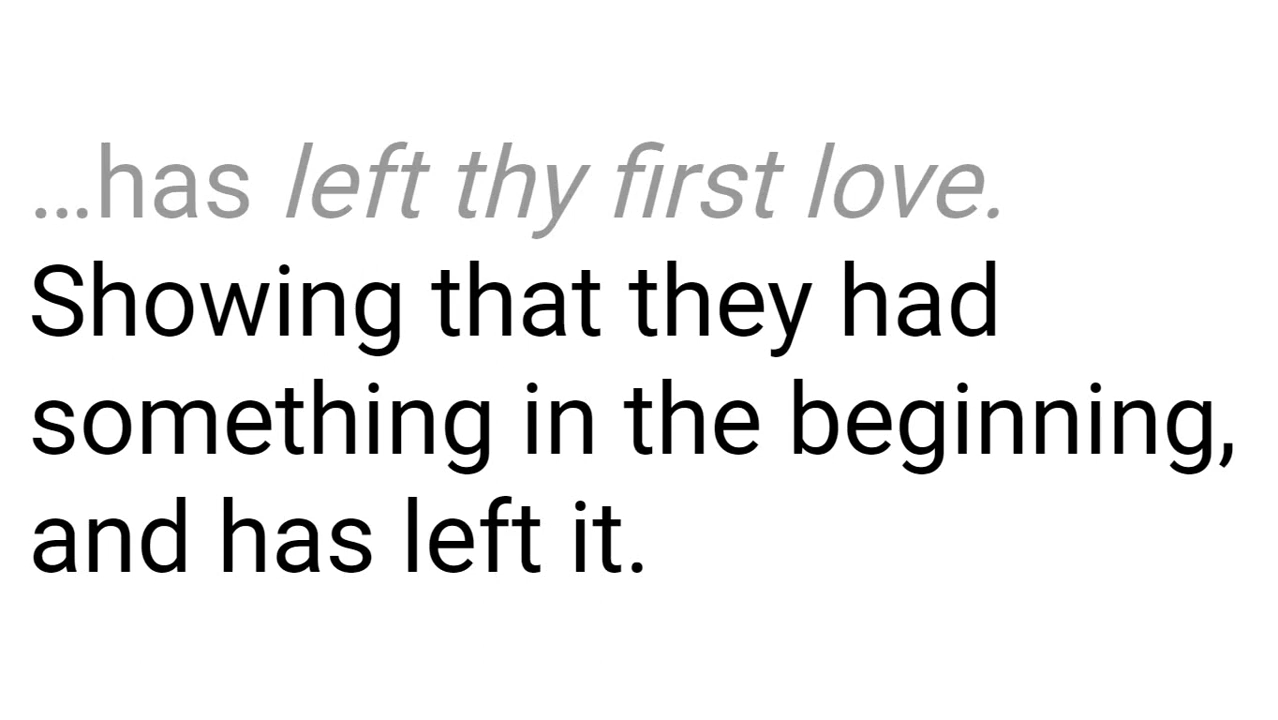 …has left thy first love.
Showing that they had
something in the beginning,
and has left it.